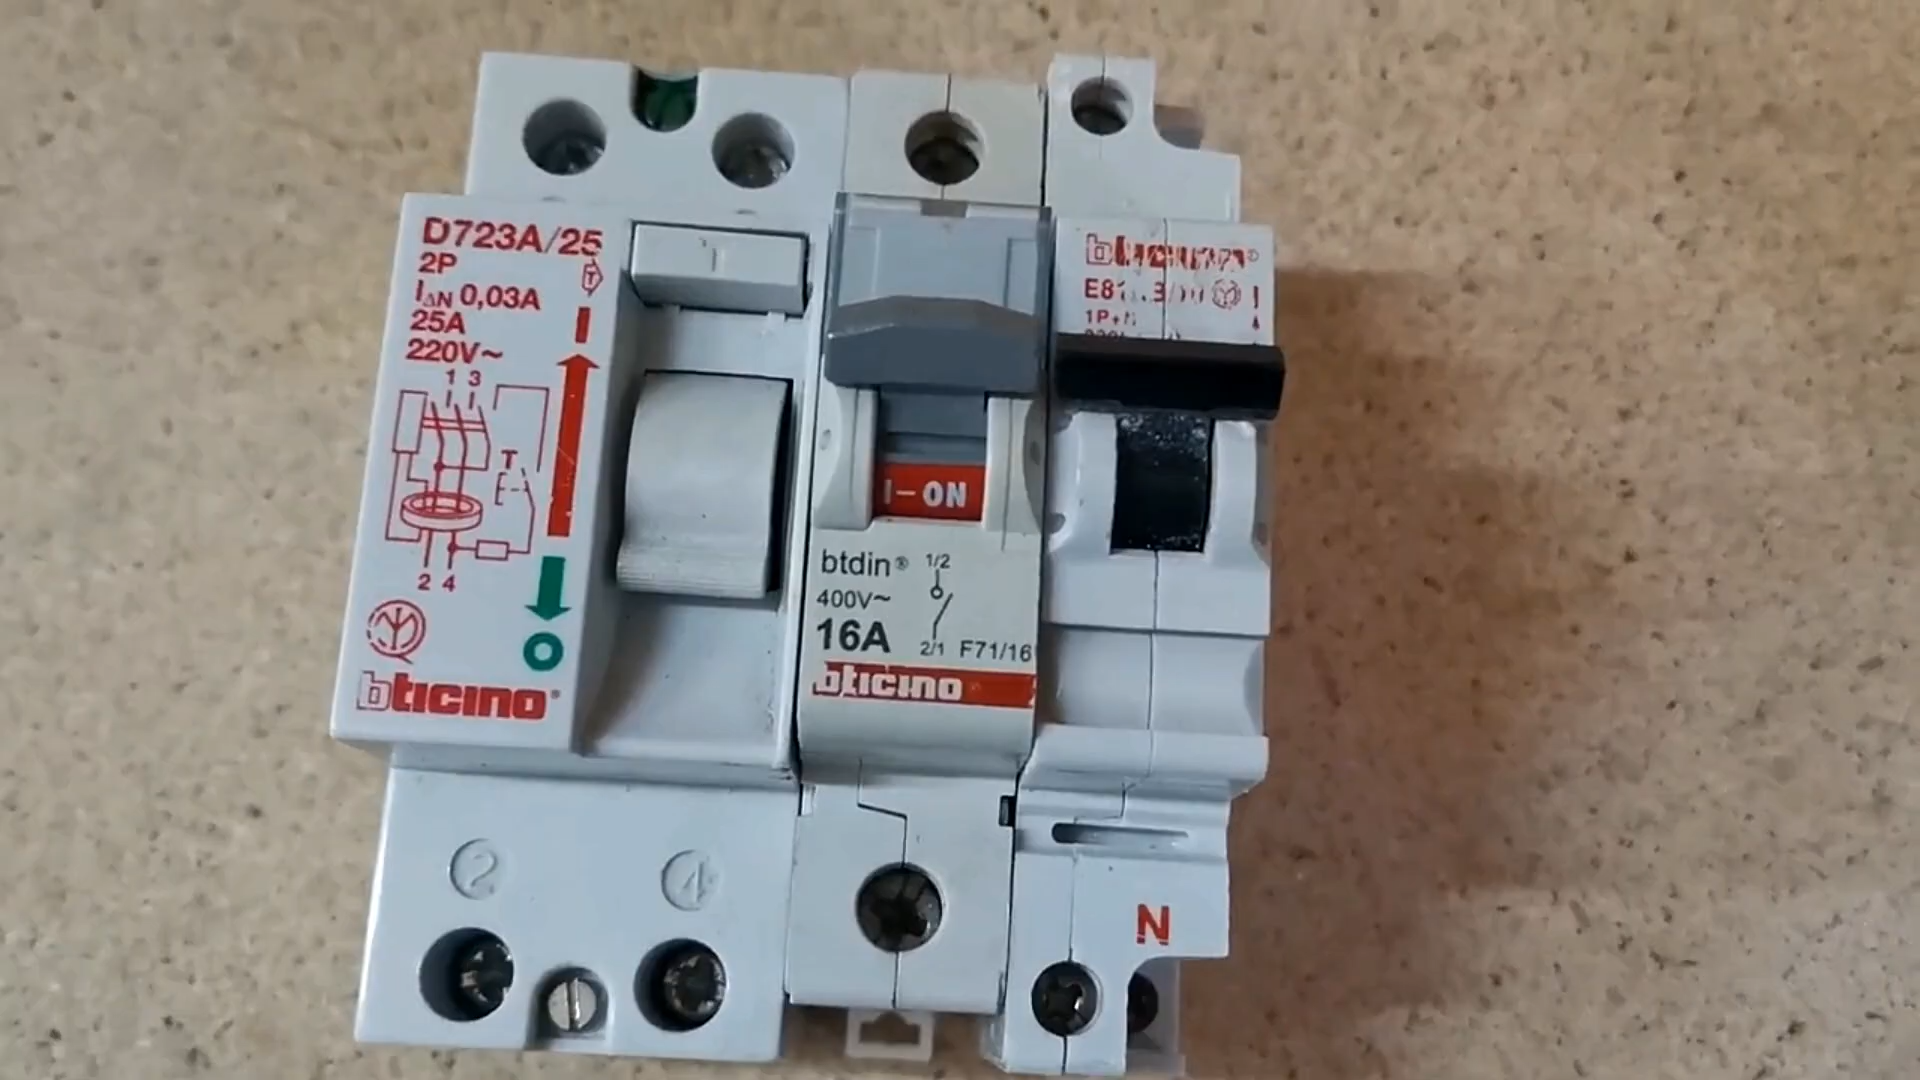 D723A/25
2P
I∆N 0,03A
25A
220V~
1 3
T
2 4
bticino
2
4
T
I-ON
btdin® 1/2
400V~
16A 2/1 F71/16
bticino
bticino
1P+N
N